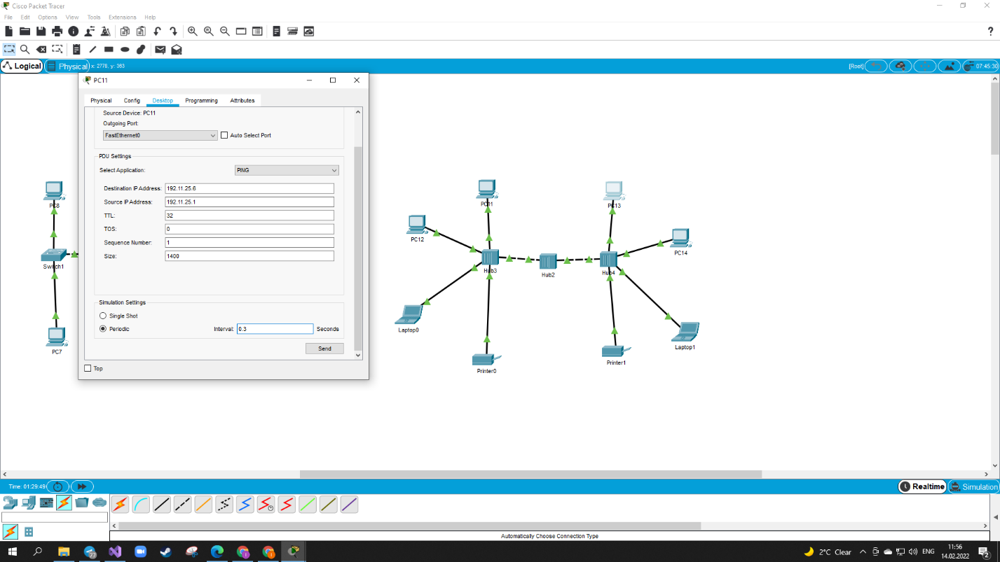 Cisco Packet Tracer
File Edit Options View Tools Extensions Help
?
Logical Physical x: 2778, y: 363 [Root] 07:45:30
PC11
Physical Config Desktop Programming Attributes
Source Device: PC11
Outgoing Port:
FastEthernet0 Auto Select Port
PDU Settings
Select Application: PING
Destination IP Address: 192.11.25.6
Source IP Address: 192.11.25.1
TTL: 32
TOS: 0
Sequence Number: 1
Size: 1400
Simulation Settings
Single Shot
Periodic Interval: 0.3 Seconds
Send
Top
PC8
Switch1
PC7
PC11
PC13
PC12
PC14
Hub3
Hub2
Hub4
Laptop0
Laptop1
Printer0
Printer1
Time: 01:29:49 Realtime Simulation
Automatically Choose Connection Type
77
2°C Clear ENG 11:56
14.02.2022 2